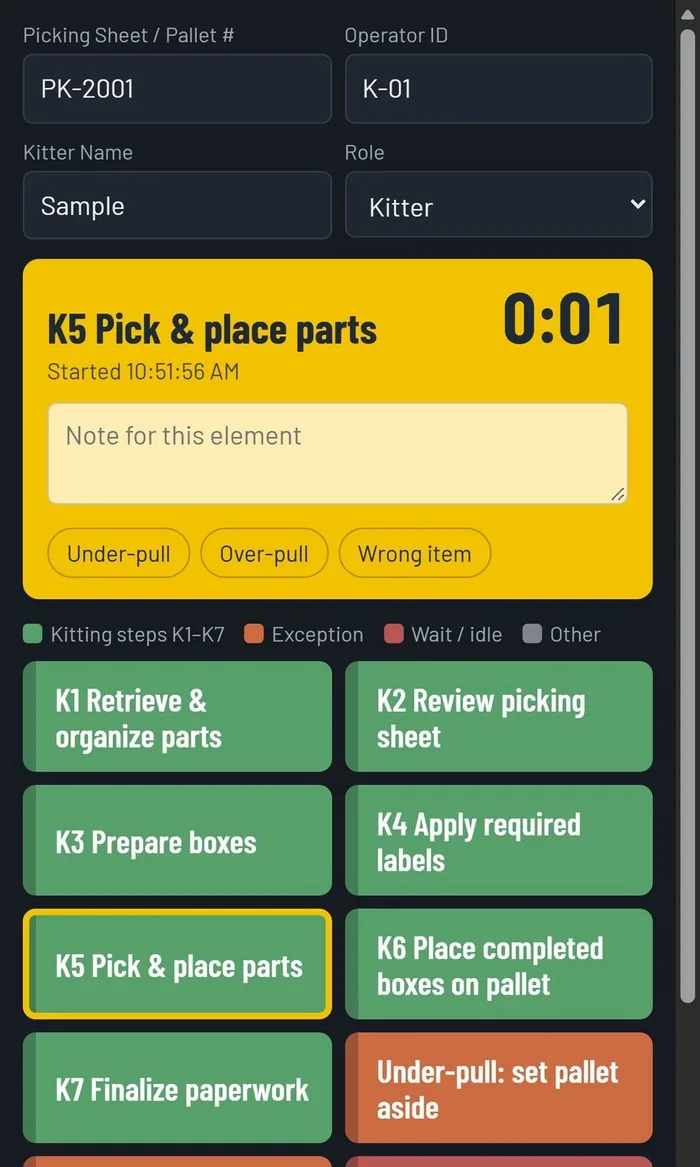 Picking Sheet / Pallet #
Operator ID
PK-2001
K-01
Kitter Name
Role
Sample
Kitter
K5 Pick & place parts
0:01
Started 10:51:56 AM
Note for this element
Under-pull
Over-pull
Wrong item
Kitting steps K1–K7
Exception
Wait / idle
Other
K1 Retrieve &
organize parts
K2 Review picking
sheet
K3 Prepare boxes
K4 Apply required
labels
K5 Pick & place parts
K6 Place completed
boxes on pallet
K7 Finalize paperwork
Under-pull: set pallet
aside